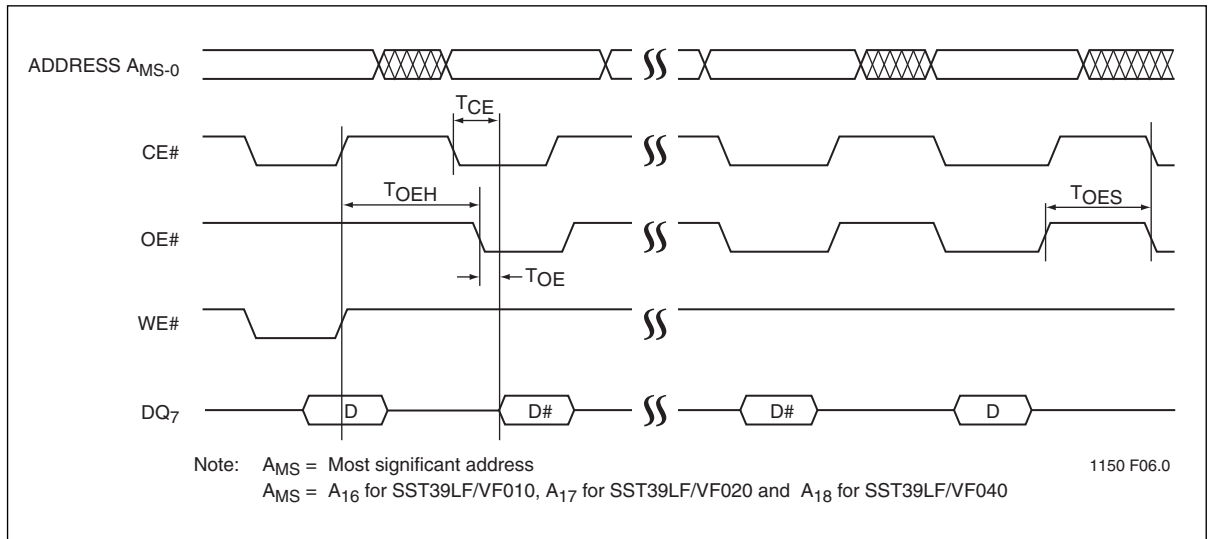 ADDRESS AMS-0
TCE
CE#
TOEH
TOES
OE#
TOE
WE#
DQ7
D
D#
D#
D
Note: AMS = Most significant address
1150 F06.0
AMS = A16 for SST39LF/VF010, A17 for SST39LF/VF020 and A18 for SST39LF/VF040